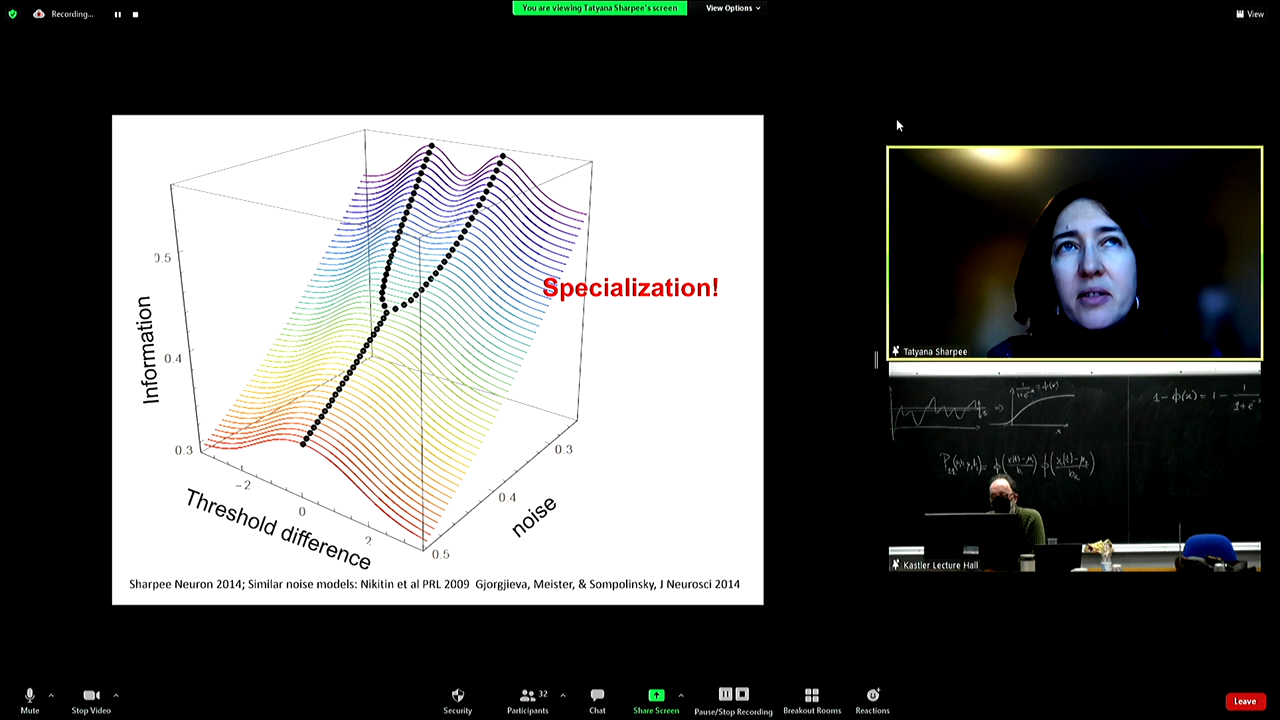 Recording...
You are viewing Tatyana Sharpee's screen
View Options
View
0.5
Information
0.4
0.3
−2
0
2
Threshold difference
0.3
0.4
0.5
noise
Specialization!
Sharpee Neuron 2014; Similar noise models: Nikitin et al PRL 2009 Gjorgjieva, Meister, & Sompolinsky, J Neurosci 2014
Tatyana Sharpee
Kastler Lecture Hall
Mute
Stop Video
Security
Participants
32
Chat
Share Screen
Pause/Stop Recording
Breakout Rooms
Reactions
Leave